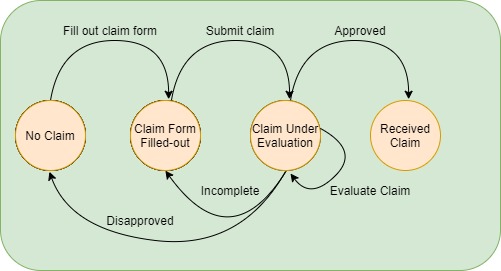 Fill out claim form
Submit claim
Approved
No Claim
Claim Form
Filled-out
Claim Under
Evaluation
Received
Claim
Incomplete
Evaluate Claim
Disapproved